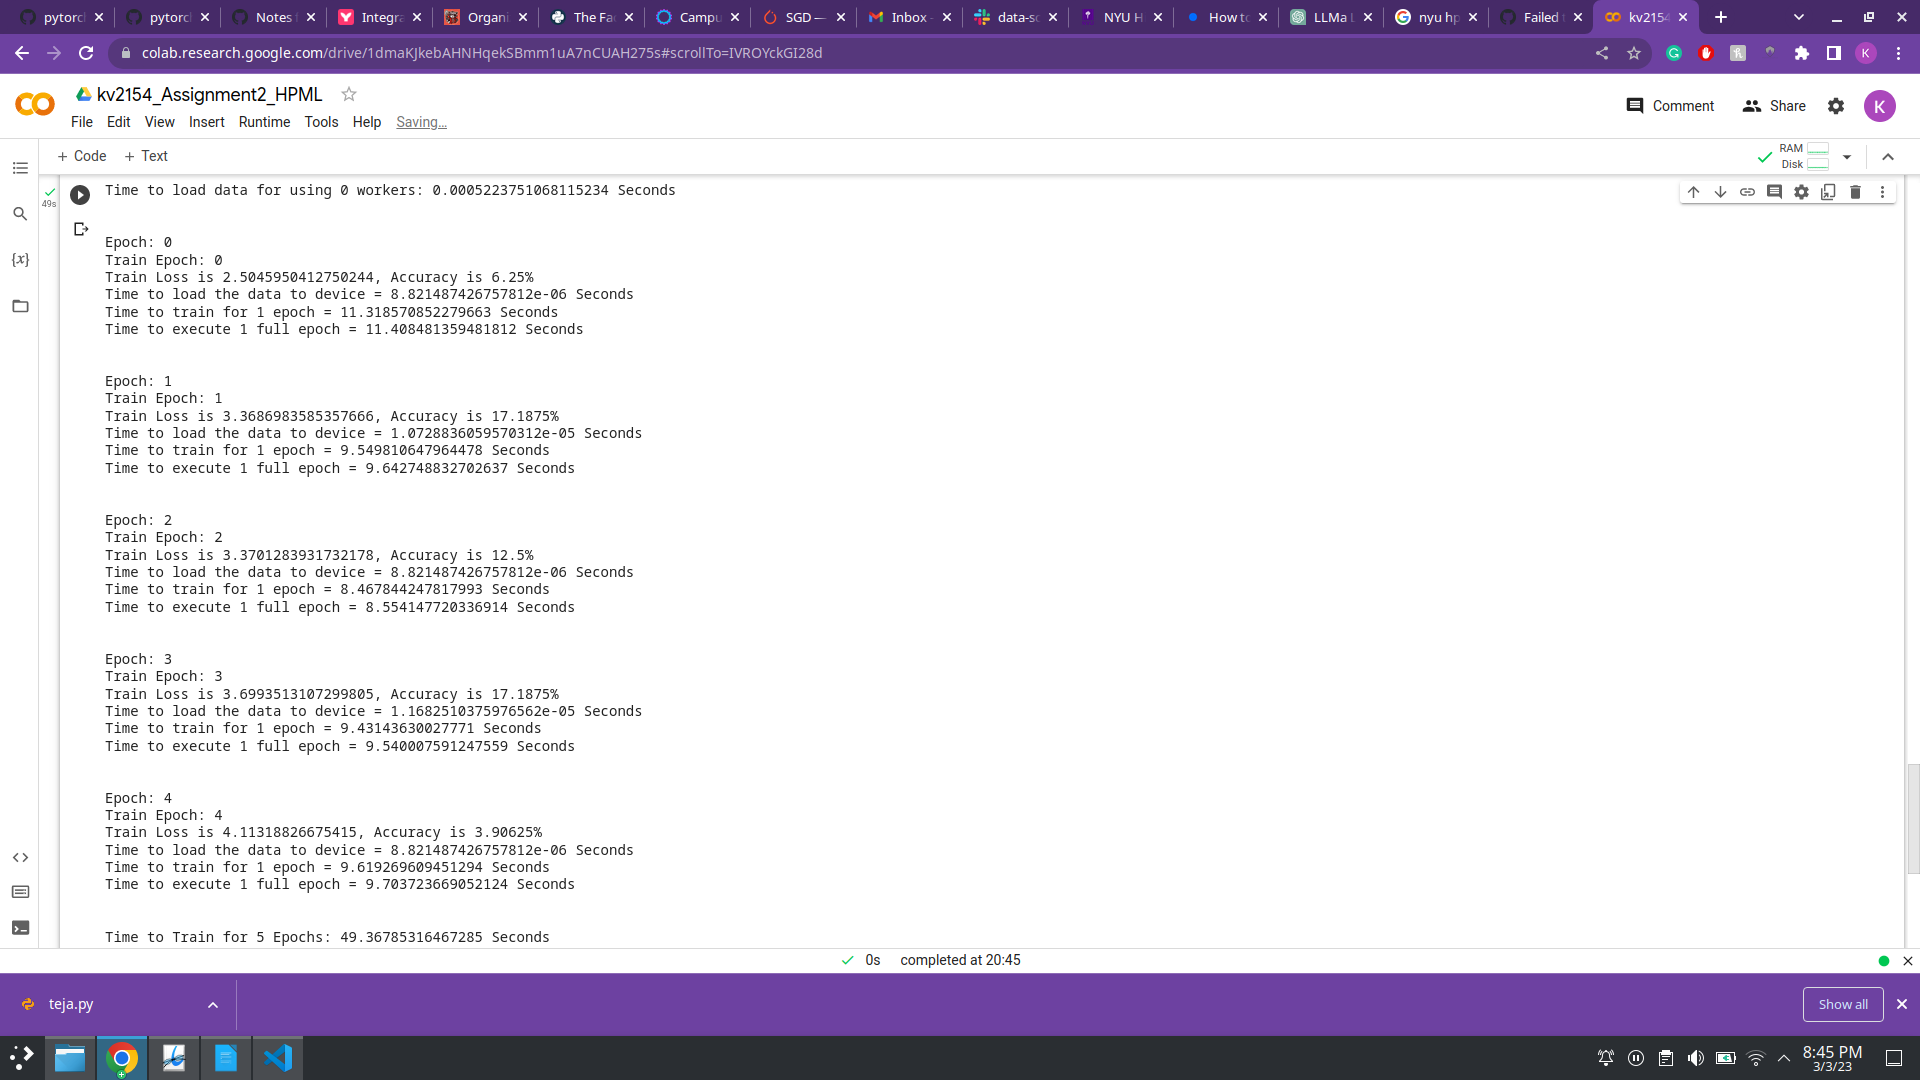 pytorc
pytorc
Notes
Integra
Organi
The Fa
Campu
SGD —
Inbox
data-sc
NYU H
How to
LLMa L
nyu hp
Failed
kv2154
colab.research.google.com/drive/1dmaKJkebAHNHqekSBmm1uA7nCUAH275s#scrollTo=IVROYckGI28d
K
kv2154_Assignment2_HPML
Comment
Share
K
File Edit View Insert Runtime Tools Help Saving...
+ Code + Text
RAM
Disk
49s
{x}
Time to load data for using 0 workers: 0.0005223751068115234 Seconds
Epoch: 0
Train Epoch: 0
Train Loss is 2.5045950412750244, Accuracy is 6.25%
Time to load the data to device = 8.821487426757812e-06 Seconds
Time to train for 1 epoch = 11.318570852279663 Seconds
Time to execute 1 full epoch = 11.408481359481812 Seconds
Epoch: 1
Train Epoch: 1
Train Loss is 3.3686983585357666, Accuracy is 17.1875%
Time to load the data to device = 1.0728836059570312e-05 Seconds
Time to train for 1 epoch = 9.549810647964478 Seconds
Time to execute 1 full epoch = 9.642748832702637 Seconds
Epoch: 2
Train Epoch: 2
Train Loss is 3.3701283931732178, Accuracy is 12.5%
Time to load the data to device = 8.821487426757812e-06 Seconds
Time to train for 1 epoch = 8.467844247817993 Seconds
Time to execute 1 full epoch = 8.554147720336914 Seconds
Epoch: 3
Train Epoch: 3
Train Loss is 3.6993513107299805, Accuracy is 17.1875%
Time to load the data to device = 1.1682510375976562e-05 Seconds
Time to train for 1 epoch = 9.43143630027771 Seconds
Time to execute 1 full epoch = 9.540007591247559 Seconds
Epoch: 4
Train Epoch: 4
Train Loss is 4.11318826675415, Accuracy is 3.90625%
Time to load the data to device = 8.821487426757812e-06 Seconds
Time to train for 1 epoch = 9.619269609451294 Seconds
Time to execute 1 full epoch = 9.703723669052124 Seconds
Time to Train for 5 Epochs: 49.36785316467285 Seconds
0s completed at 20:45
teja.py
Show all
8:45 PM
3/3/23